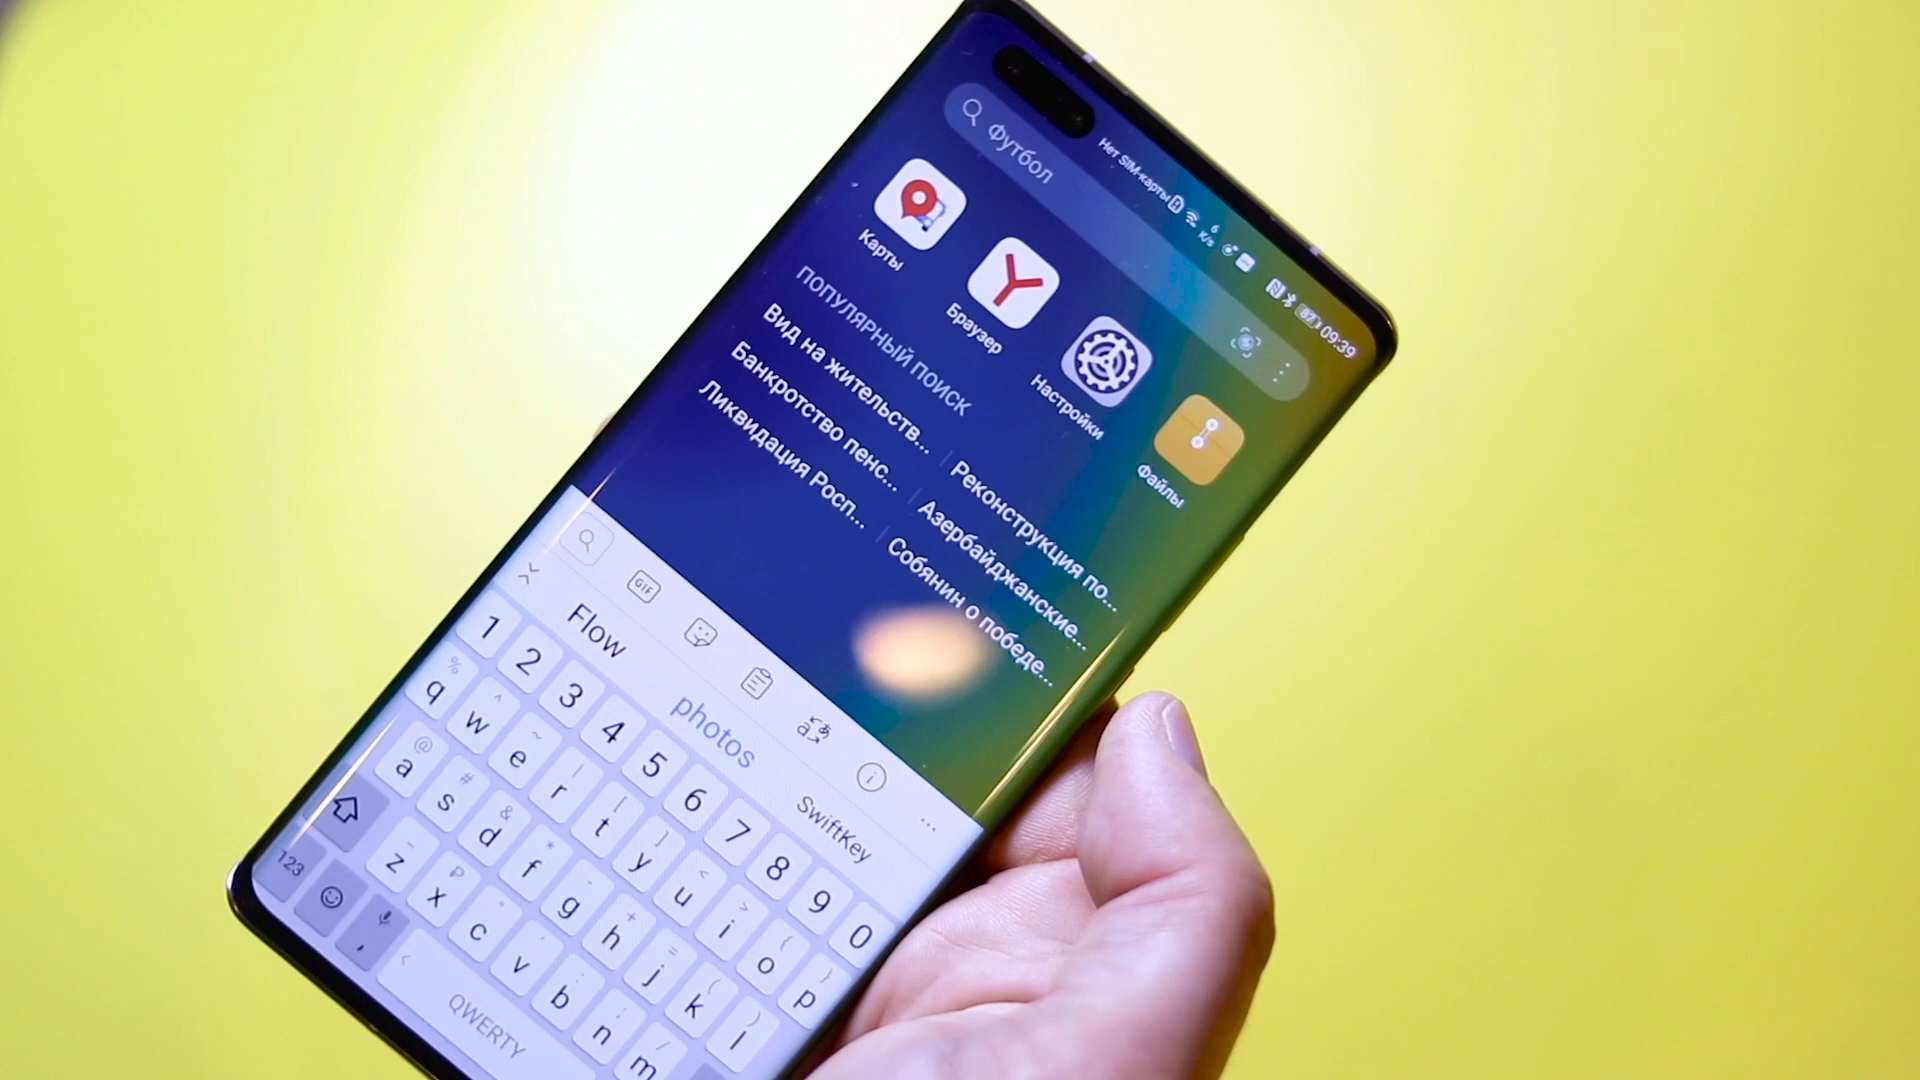 Нет SIM-карты 6 K/s 87 09:39
Футбол
Карты
Браузер
Настройки
Файлы
ПОПУЛЯРНЫЙ ПОИСК
Вид на жительств...
Реконструкция по...
Банкротство пенс...
Азербайджанские...
Ликвидация Росп...
Собянин о победе...
GIF
Flow photos SwiftKey
1 2 3 4 5 6 7 8 9 0
q w e r t y u i o p
a s d f g h j k l
z x c v b n m
123 , QWERTY